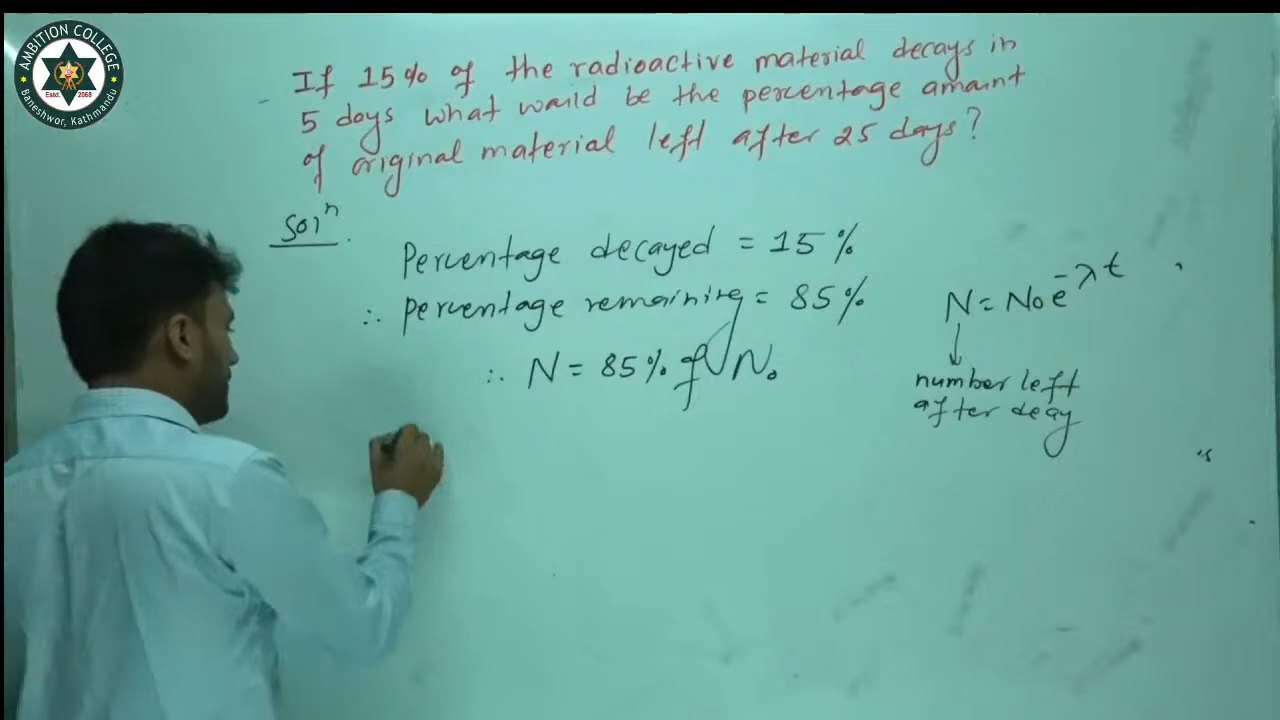 AMBITION COLLEGE
Estd. 2068
Baneshwor, Kathmandu
If 15% of the radioactive material decays in
5 days what would be the percentage amount
of original material left after 25 days?
Solⁿ.
Percentage decayed = 15%
∴ percentage remaining = 85%
∴ N = 85% of N₀
N = N₀ e^-λt
number left
after decay